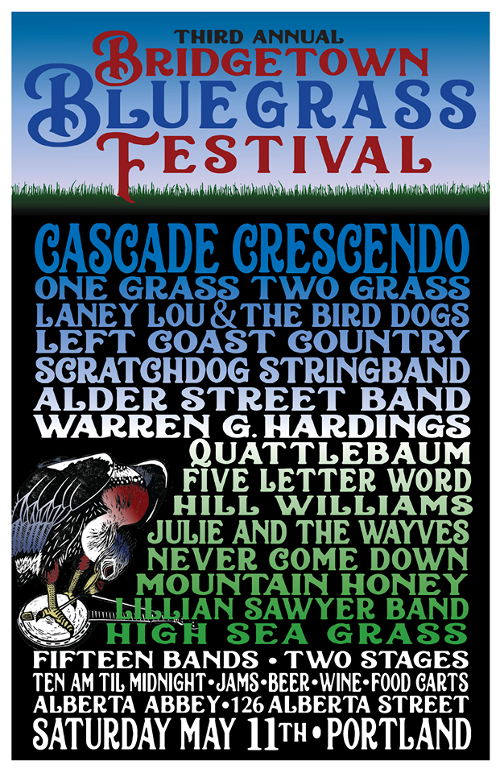 THIRD ANNUAL
BRIDGETOWN
BLUEGRASS
FESTIVAL
CASCADE CRESCENDO
ONE GRASS TWO GRASS
LANEY LOU & THE BIRD DOGS
LEFT COAST COUNTRY
SCRATCHDOG STRINGBAND
ALDER STREET BAND
WARREN G. HARDINGS
QUATTLEBAUM
FIVE LETTER WORD
HILL WILLIAMS
JULIE AND THE WAYVES
NEVER COME DOWN
MOUNTAIN HONEY
LILLIAN SAWYER BAND
HIGH SEA GRASS
FIFTEEN BANDS • TWO STAGES
TEN AM TIL MIDNIGHT • JAMS • BEER • WINE • FOOD CARTS
ALBERTA ABBEY • 126 ALBERTA STREET
SATURDAY MAY 11TH • PORTLAND